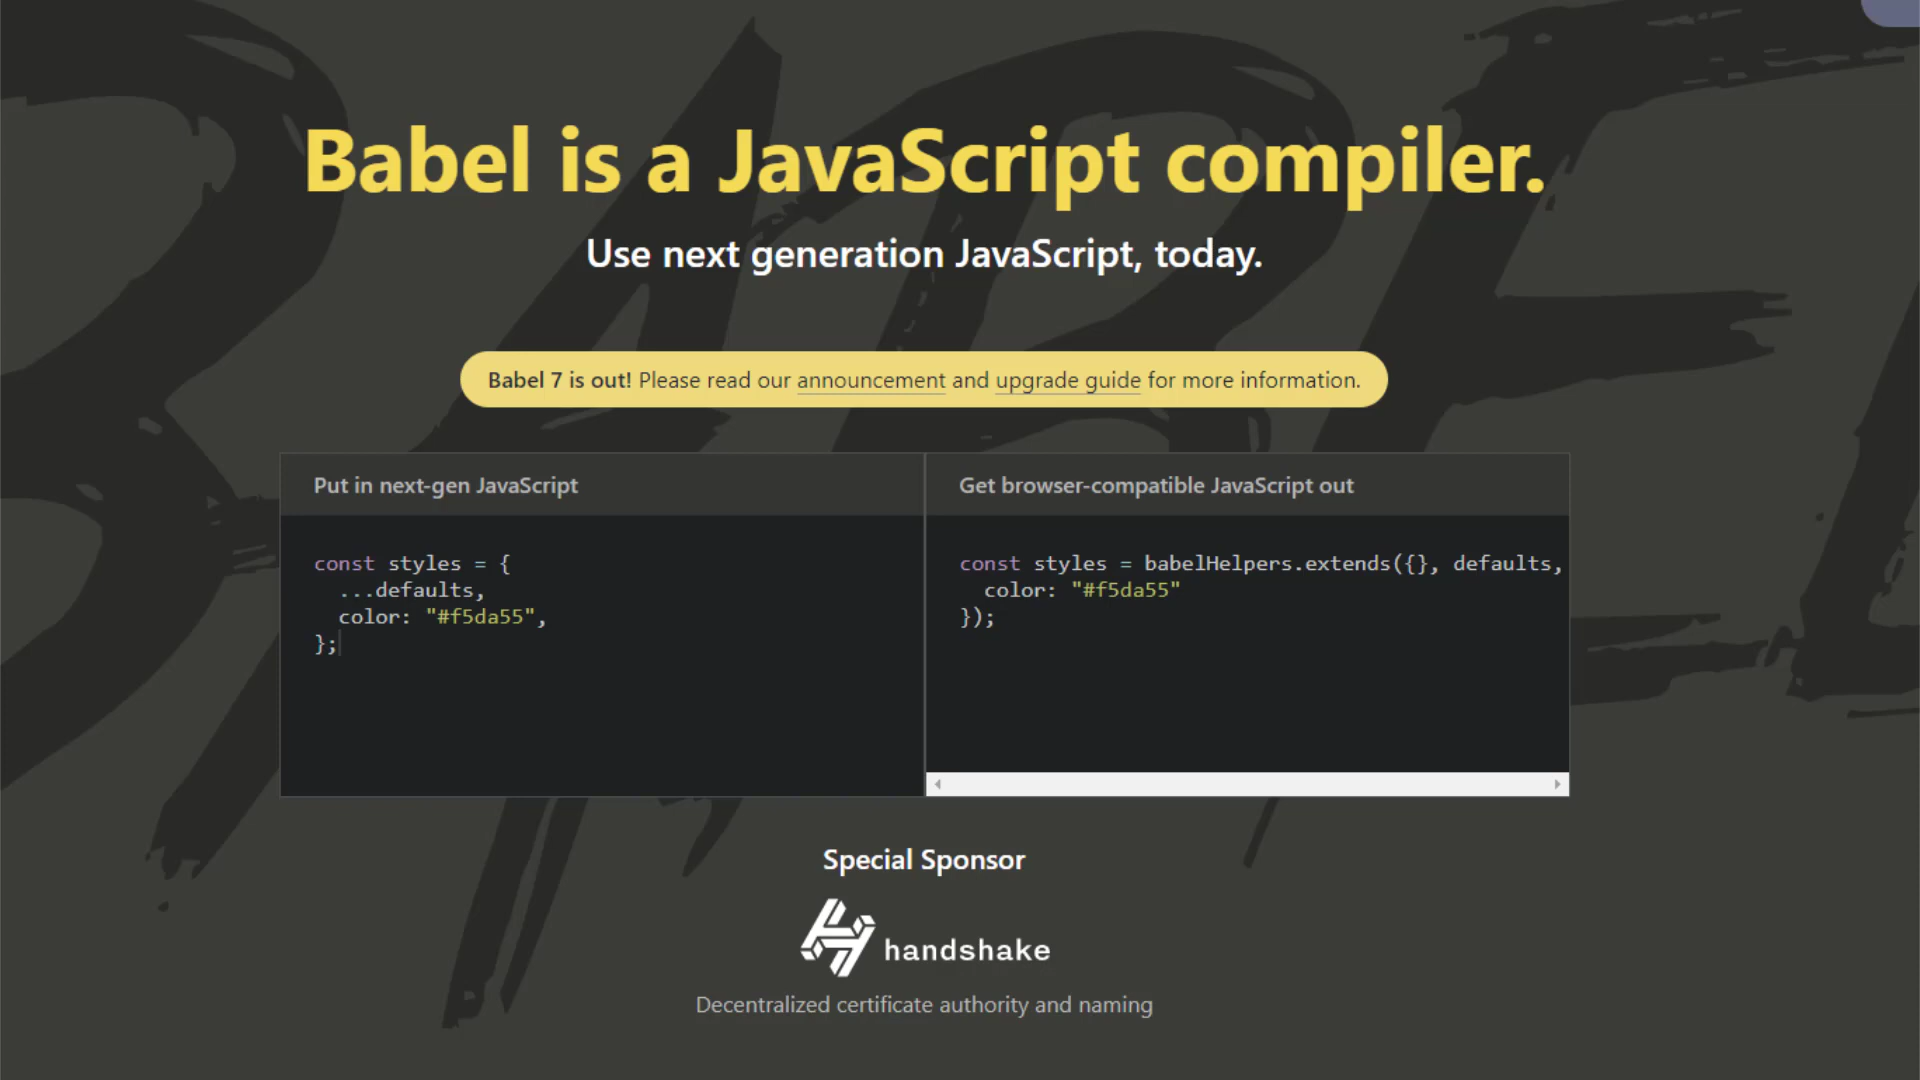 Babel is a JavaScript compiler.
Use next generation JavaScript, today.
Babel 7 is out! Please read our announcement and upgrade guide for more information.
Put in next-gen JavaScript
const styles = {
  ...defaults,
  color: "#f5da55",
};
Get browser-compatible JavaScript out
const styles = babelHelpers.extends({}, defaults,
  color: "#f5da55"
});
Special Sponsor
handshake
Decentralized certificate authority and naming